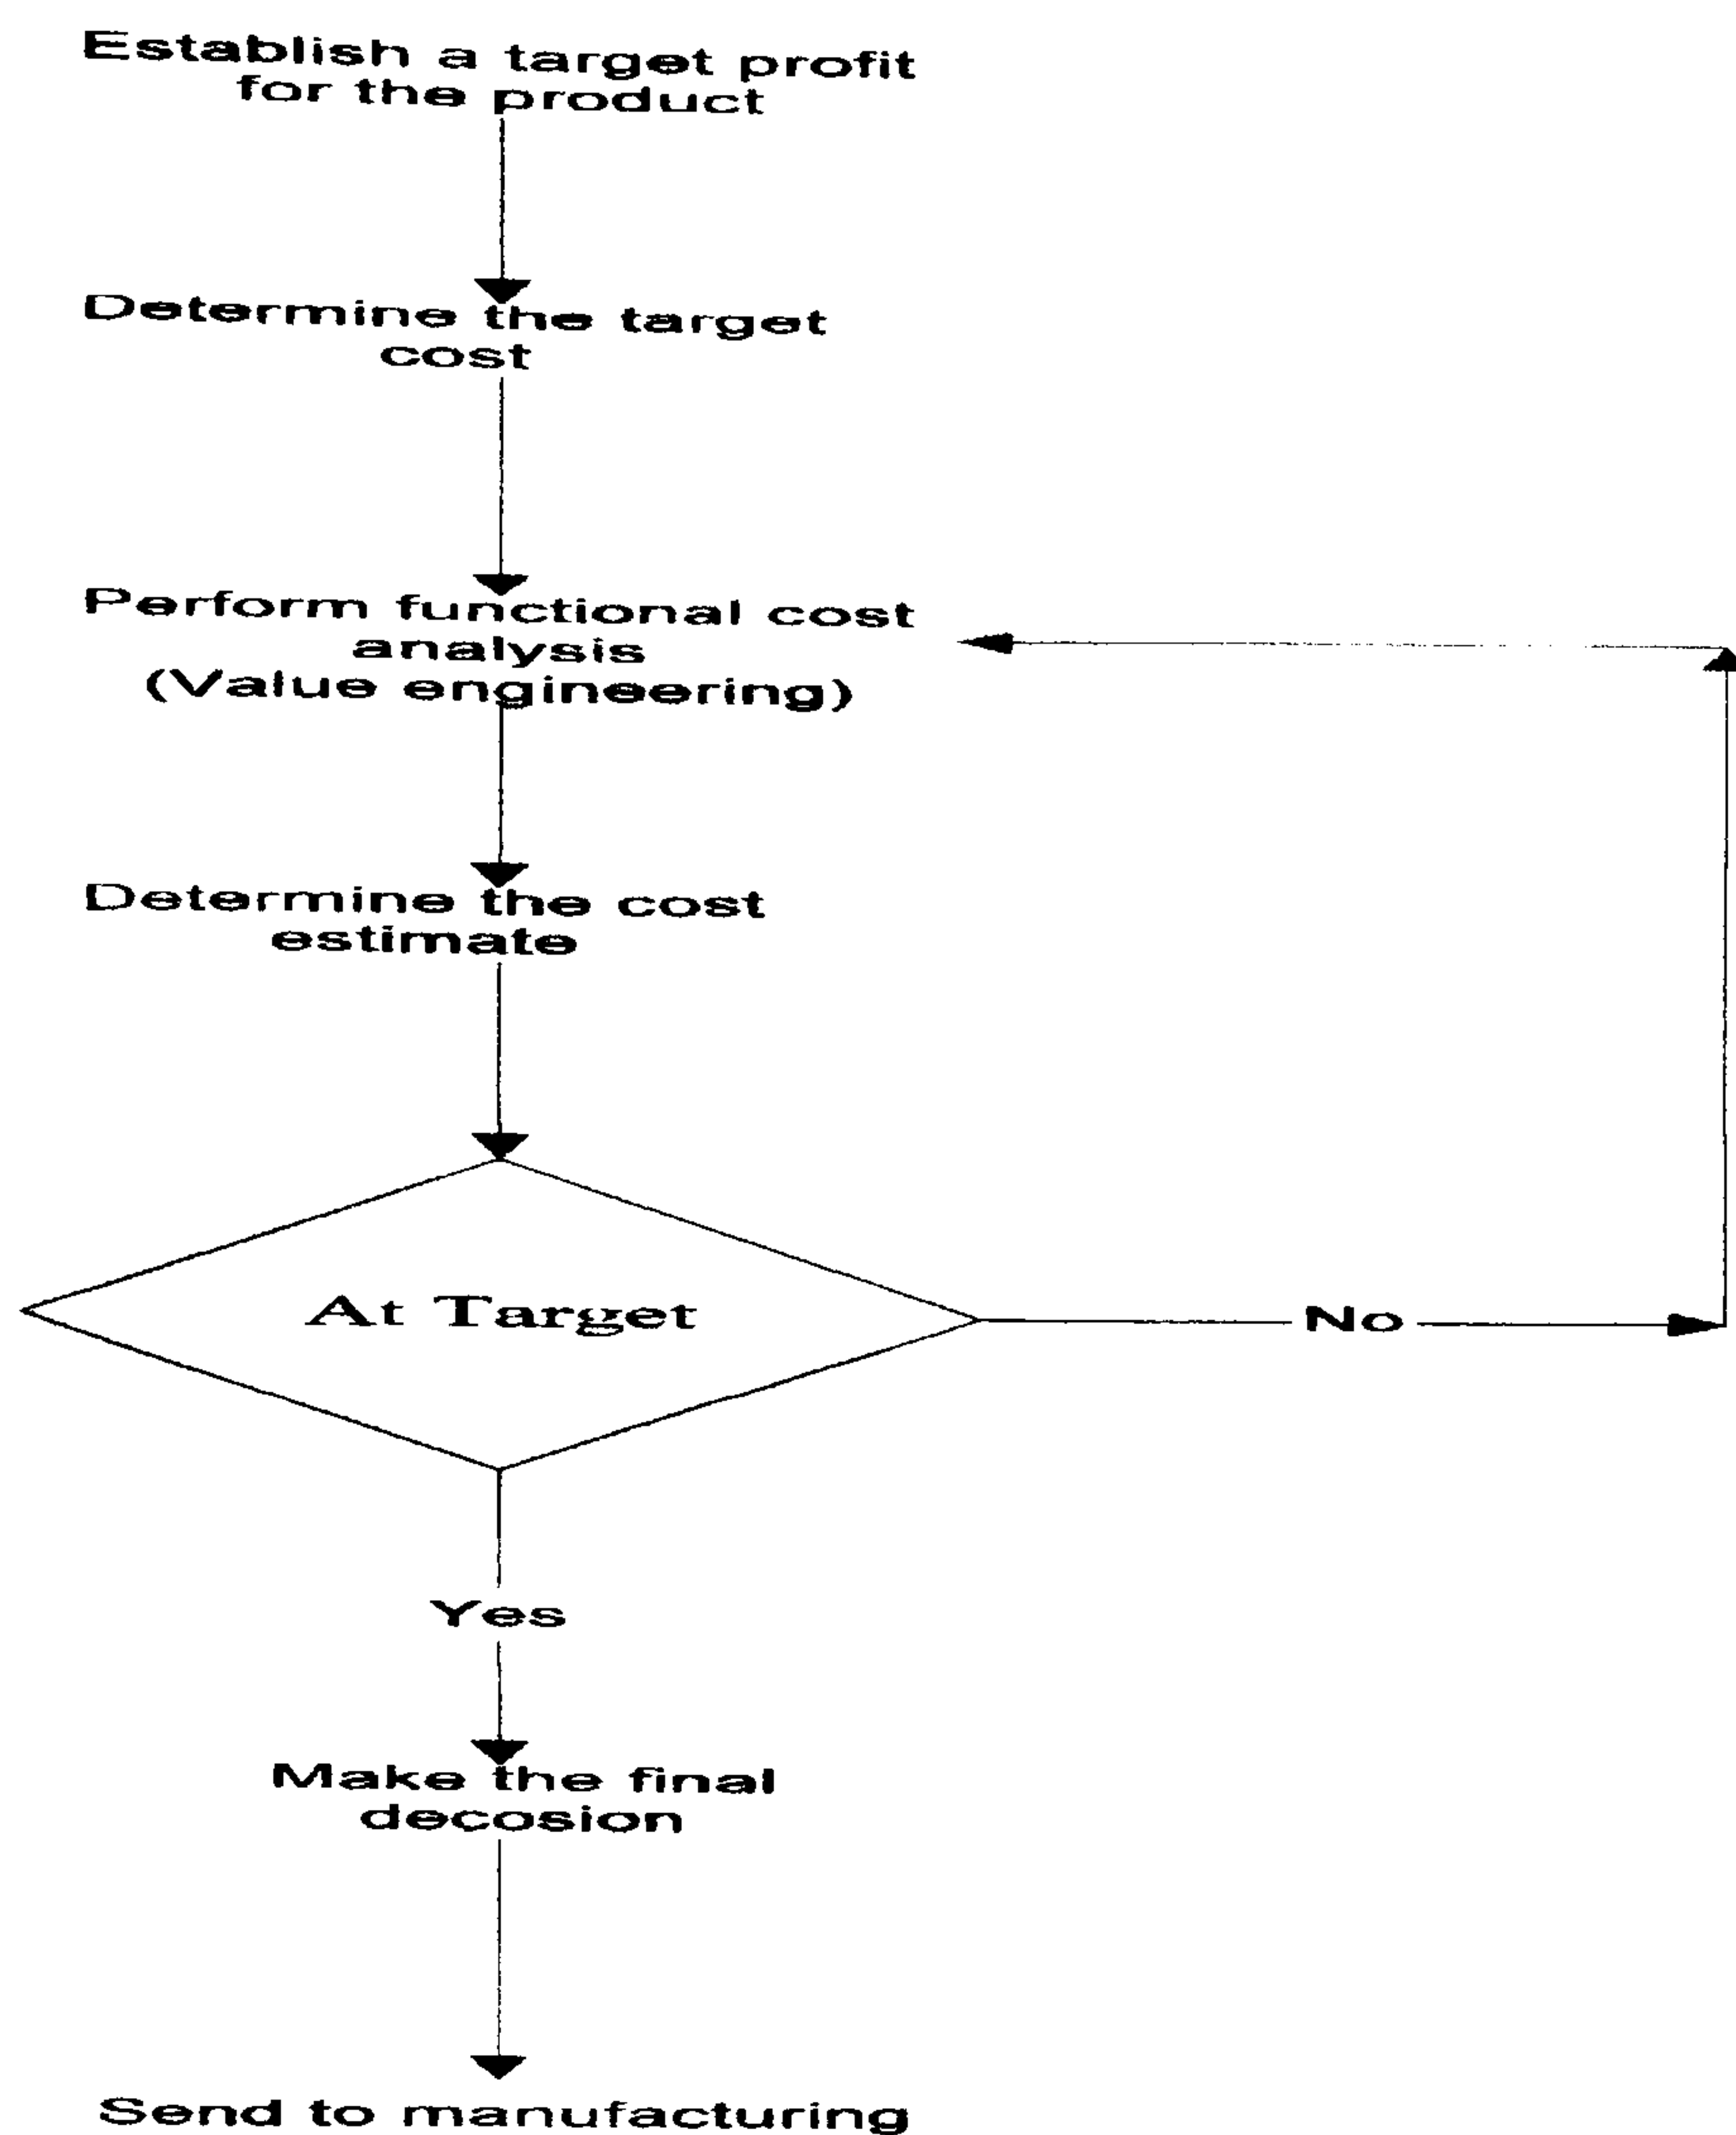 Establish a target profit
for the product
Determine the target
cost
Perform functional cost
analysis
(Value engineering)
Determine the cost
estimate
At Target
No
Yes
Make the final
decosion
Send to manufacturing